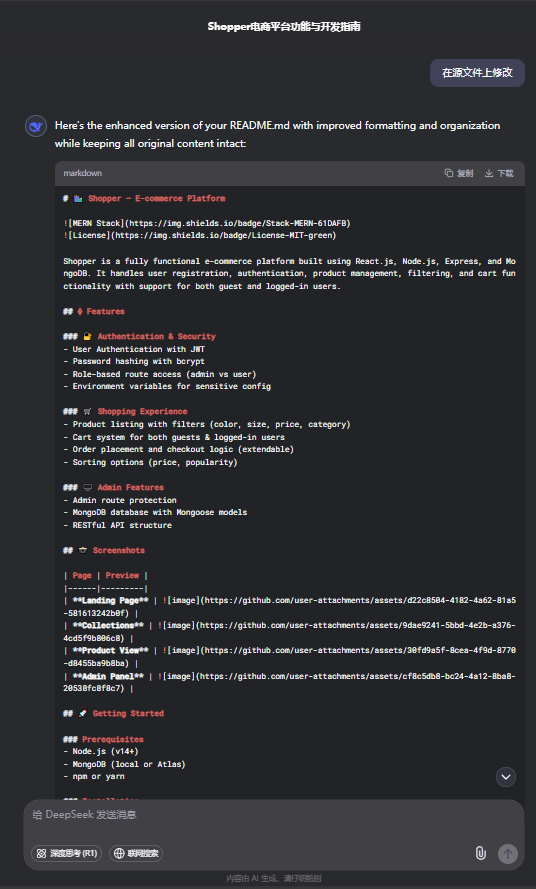 Shopper电商平台功能与开发指南
在源文件上修改
Here's the enhanced version of your README.md with improved formatting and organization
while keeping all original content intact:
markdown 复制 下载
# 🛍️ Shopper – E-commerce Platform
![MERN Stack](https://img.shields.io/badge/Stack-MERN-61DAFB)
![License](https://img.shields.io/badge/License-MIT-green)
Shopper is a fully functional e-commerce platform built using React.js, Node.js, Express, and Mo
ngoDB. It handles user registration, authentication, product management, filtering, and cart fun
ctionality with support for both guest and logged-in users.
## Features
### 🔐 Authentication & Security
- User Authentication with JWT
- Password hashing with bcrypt
- Role-based route access (admin vs user)
- Environment variables for sensitive config
### 🛒 Shopping Experience
- Product listing with filters (color, size, price, category)
- Cart system for both guests & logged-in users
- Order placement and checkout logic (extendable)
- Sorting options (price, popularity)
### Admin Features
- Admin route protection
- MongoDB database with Mongoose models
- RESTful API structure
## Screenshots
| Page | Preview |
|------|---------|
| **Landing Page** | ![image](https://github.com/user-attachments/assets/d22c8504-4182-4a62-81a5
-581613242b0f) |
| **Collections** | ![image](https://github.com/user-attachments/assets/9dae9241-5bbd-4e2b-a376-
4cd5f9b806c8) |
| **Product View** | ![image](https://github.com/user-attachments/assets/30fd9a5f-8cea-4f9d-8770
-d8455ba9b8ba) |
| **Admin Panel** | ![image](https://github.com/user-attachments/assets/cf8c5db8-bc24-4a12-8ba8-
20538fc8f8c7) |
## 🚀 Getting Started
### Prerequisites
- Node.js (v14+)
- MongoDB (local or Atlas)
- npm or yarn
给 DeepSeek 发送消息
深度思考 (R1) 联网搜索
内容由 AI 生成，请仔细甄别